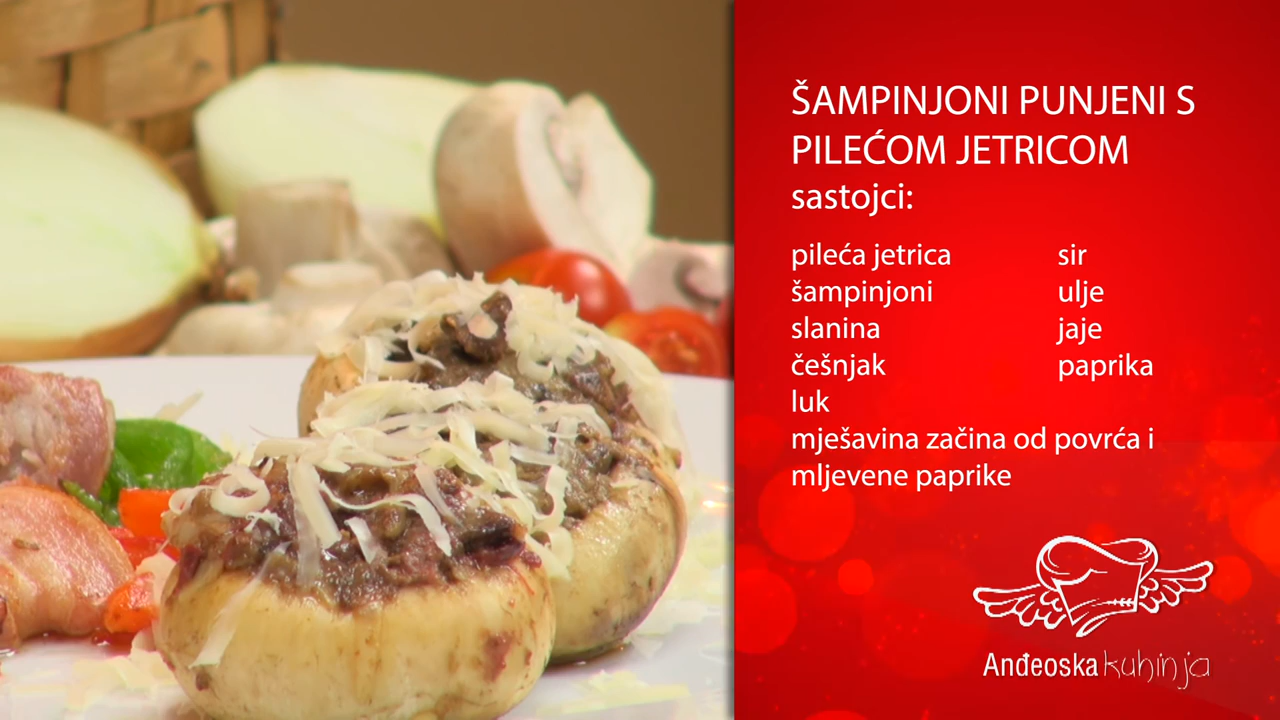 ŠAMPINJONI PUNJENI S
PILEĆOM JETRICOM
sastojci:
pileća jetrica
šampinjoni
slanina
češnjak
luk
mješavina začina od povrća i
mljevene paprike
sir
ulje
jaje
paprika
Anđeoska kuhinja